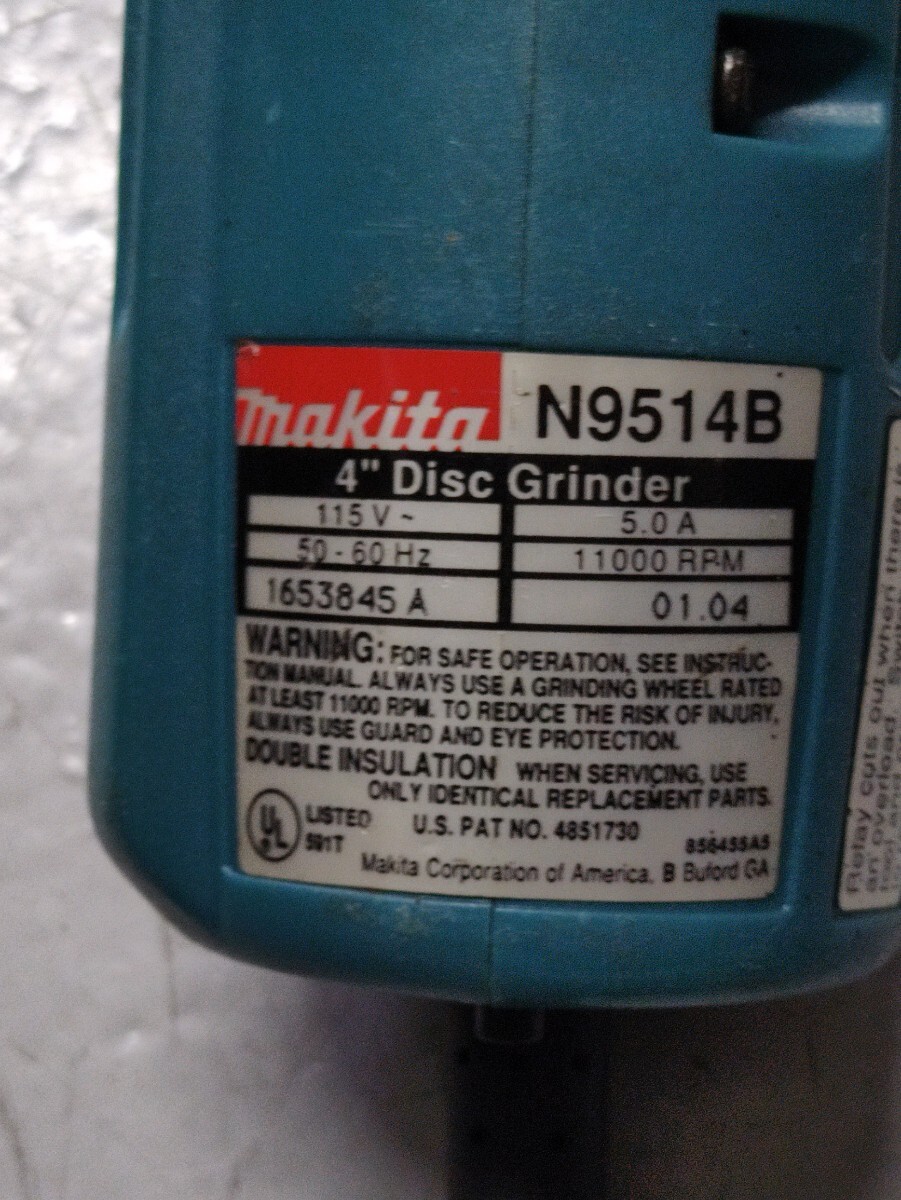 makita N9514B
4" Disc Grinder
115 V ~ 5.0 A
50 - 60 Hz 11000 RPM
1653845 A 01.04
WARNING: FOR SAFE OPERATION, SEE INSTRUC-
TION MANUAL. ALWAYS USE A GRINDING WHEEL RATED
AT LEAST 11000 RPM. TO REDUCE THE RISK OF INJURY,
ALWAYS USE GUARD AND EYE PROTECTION.
DOUBLE INSULATION WHEN SERVICING, USE
ONLY IDENTICAL REPLACEMENT PARTS.
UL LISTED U.S. PAT NO. 4851730
591T 856455A5
Makita Corporation of America. B Buford GA
Relay cuts out when there is
an overload. Switch